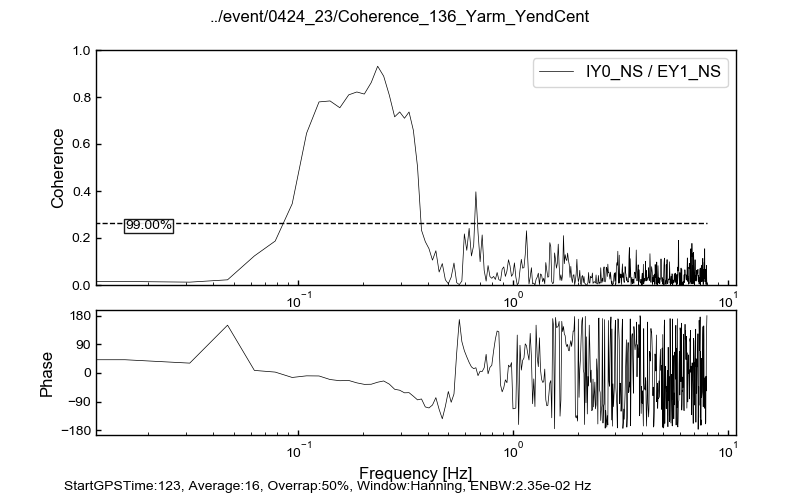 ../event/0424_23/Coherence_136_Yarm_YendCent
1.0
0.8
0.6
0.4
0.2
0.0
Coherence
IY0_NS / EY1_NS
99.00%
10⁻¹ 10⁰ 10¹
180
90
0
−90
−180
Phase
10⁻¹ 10⁰ 10¹
Frequency [Hz]
StartGPSTime:123, Average:16, Overrap:50%, Window:Hanning, ENBW:2.35e-02 Hz